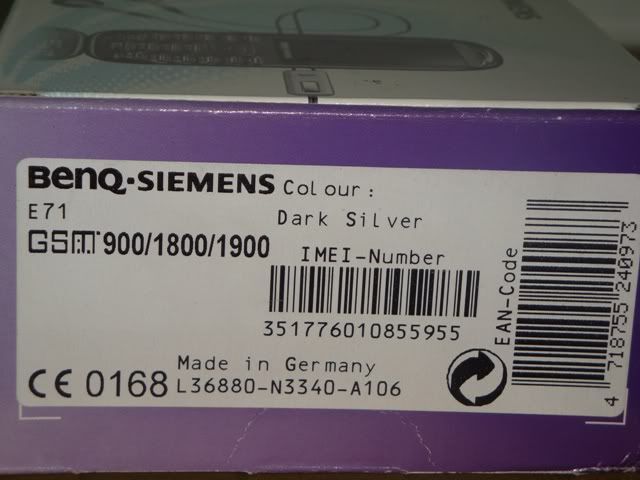 BenQ-SIEMENS
Colour:
E71
Dark Silver
GSM 900/1800/1900
IMEI-Number
351776010855955
EAN-Code
4 718755 240973
Made in Germany
CE 0168
L36880-N3340-A106